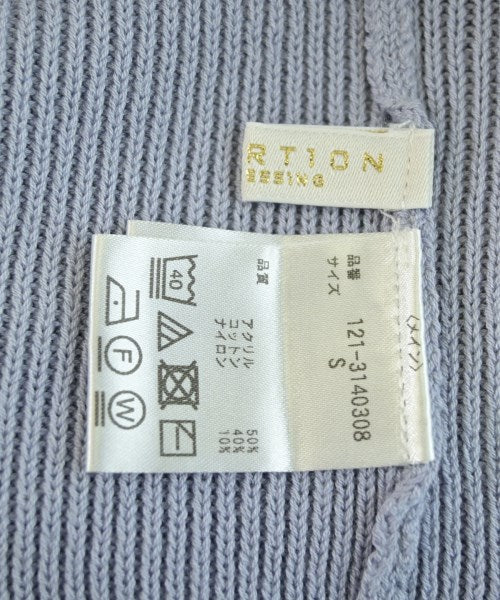 RTION
ESSING
〈メイン〉
品番 121-3140308
サイズ S
品質
アクリル 50%
コットン 40%
ナイロン 10%
40
F
W